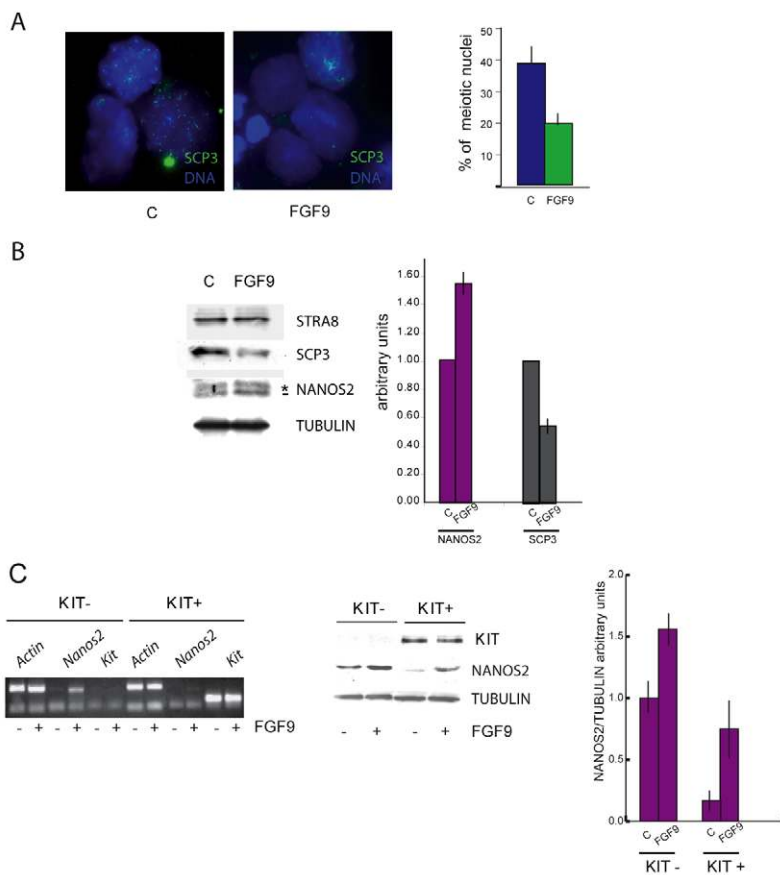 A
SCP3
DNA
C
SCP3
DNA
FGF9
% of meiotic nuclei
50
40
30
20
10
0
C
FGF9
B
C FGF9
STRA8
SCP3
* NANOS2
TUBULIN
arbitrary units
1.60
1.40
1.20
1.00
0.80
0.60
0.40
0.20
0.00
C
FGF9
NANOS2
C
FGF9
SCP3
C
KIT- KIT+
Actin Nanos2 Kit Actin Nanos2 Kit
- + - + - + - + - + - + FGF9
KIT- KIT+
KIT
NANOS2
TUBULIN
- + - + FGF9
NANOS2/TUBULIN arbitrary units
2.0
1.5
1.0
0.5
0.0
C
FGF9
KIT -
C
FGF9
KIT +